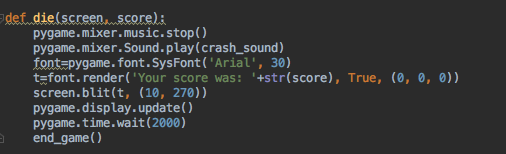 def die(screen, score):
    pygame.mixer.music.stop()
    pygame.mixer.Sound.play(crash_sound)
    font=pygame.font.SysFont('Arial', 30)
    t=font.render('Your score was: '+str(score), True, (0, 0, 0))
    screen.blit(t, (10, 270))
    pygame.display.update()
    pygame.time.wait(2000)
    end_game()